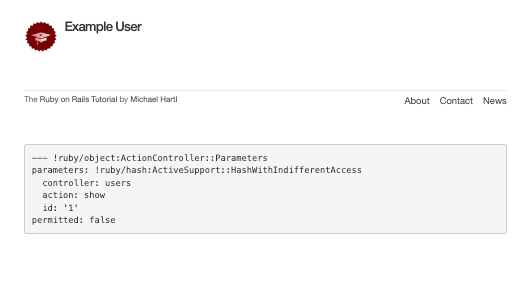 Example User
The Ruby on Rails Tutorial by Michael Hartl
About Contact News
--- !ruby/object:ActionController::Parameters
parameters: !ruby/hash:ActiveSupport::HashWithIndifferentAccess
  controller: users
  action: show
  id: '1'
permitted: false